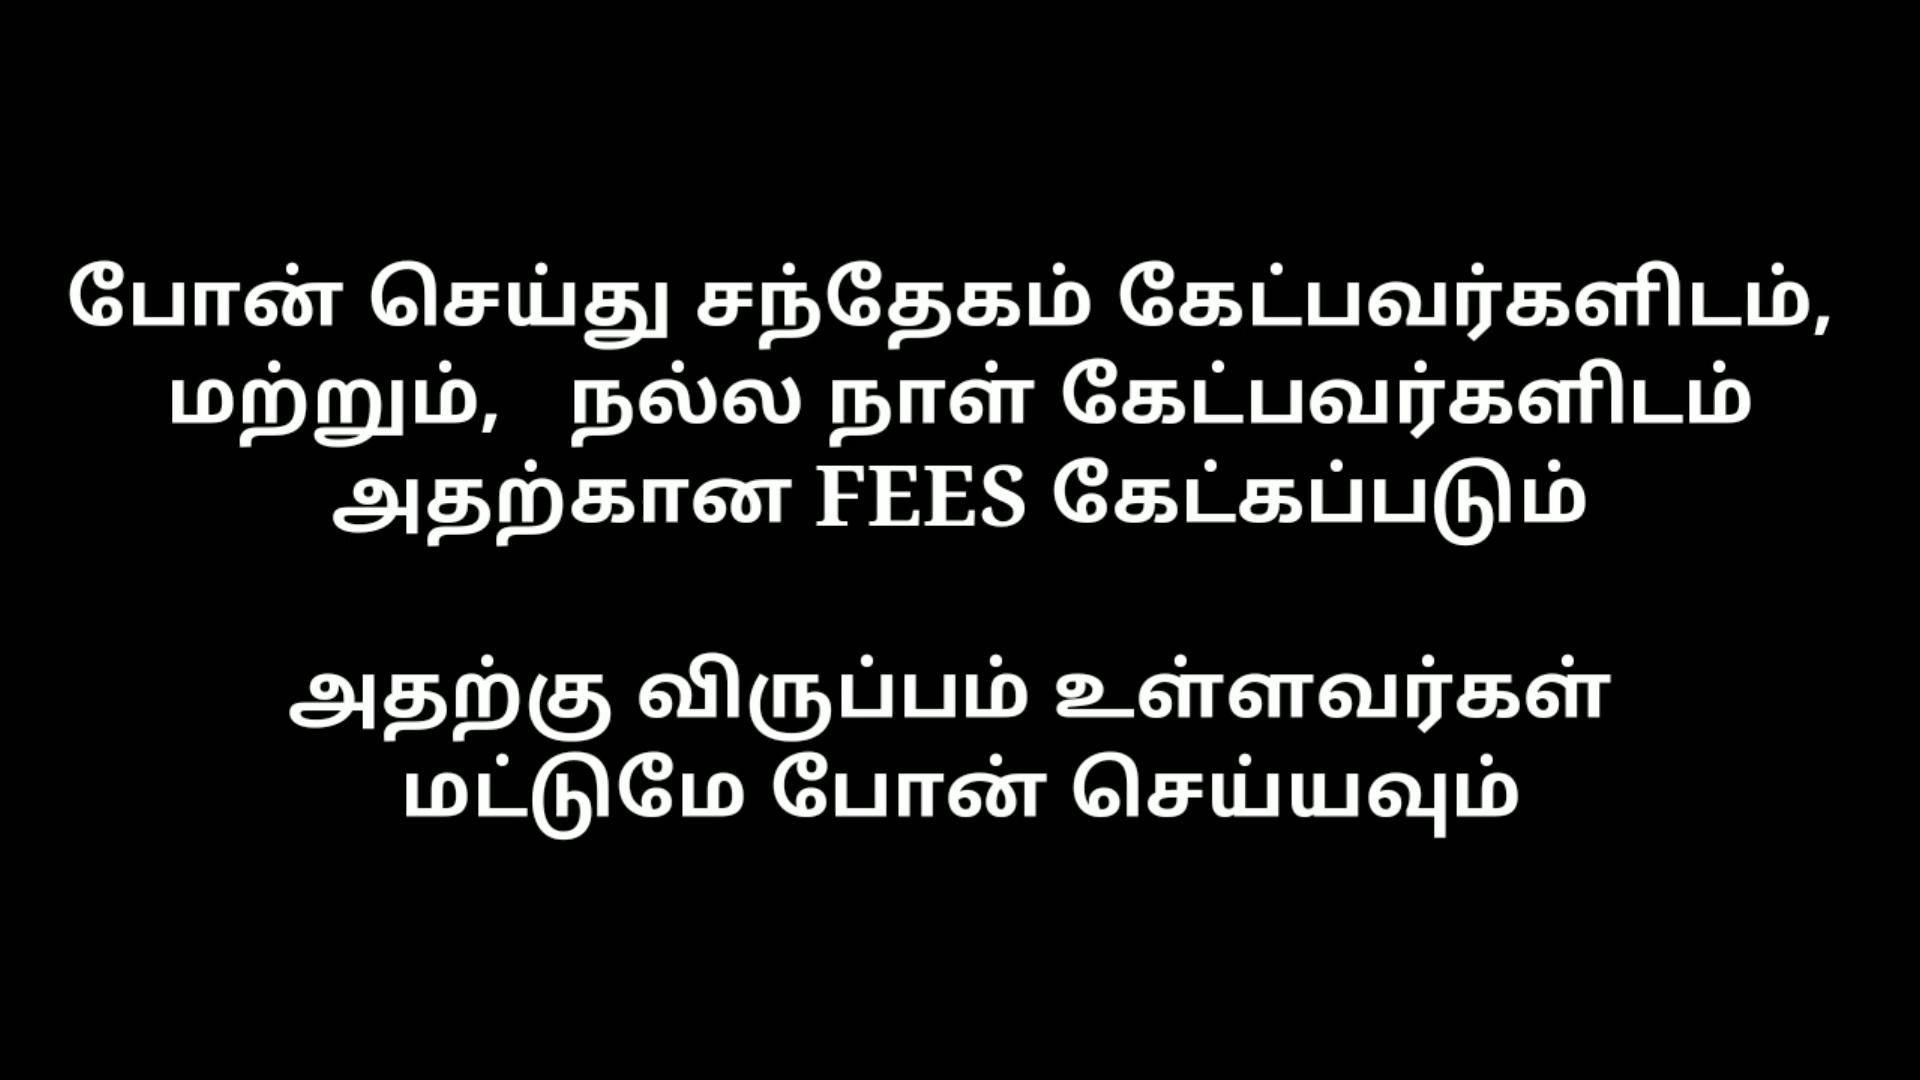 போன் செய்து சந்தேகம் கேட்பவர்களிடம்,
மற்றும், நல்ல நாள் கேட்பவர்களிடம்
அதற்கான FEES கேட்கப்படும்
அதற்கு விருப்பம் உள்ளவர்கள்
மட்டுமே போன் செய்யவும்